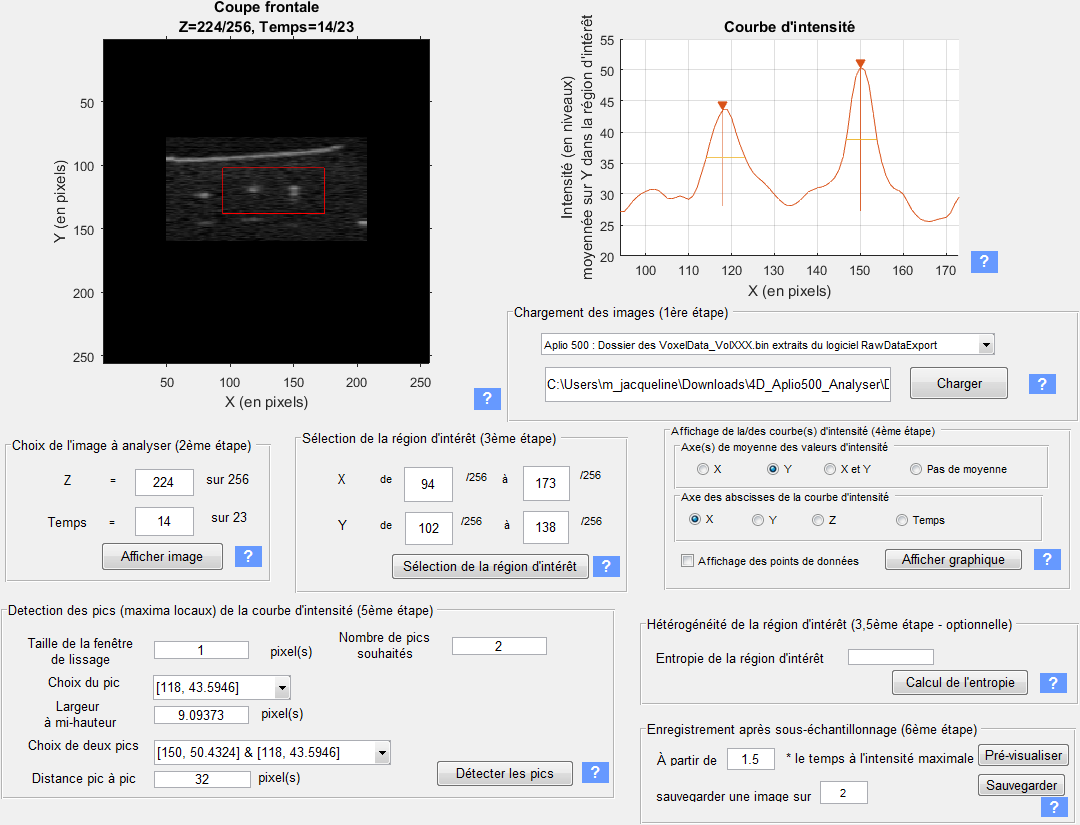 Coupe frontale
Z=224/256, Temps=14/23
50
100
150
200
250
Y (en pixels)
50 100 150 200 250
X (en pixels)
?
Courbe d'intensité
Intensité (en niveaux)
moyennée sur Y dans la région d'intérêt
55
50
45
40
35
30
25
20
100 110 120 130 140 150 160 170
X (en pixels)
?
Chargement des images (1ère étape)
Aplio 500 : Dossier des VoxelData_VolXXX.bin extraits du logiciel RawDataExport
C:\Users\m_jacqueline\Downloads\4D_Aplio500_Analyser\D
Charger
?
Choix de l'image à analyser (2ème étape)
Z = 224 sur 256
Temps = 14 sur 23
Afficher image
?
Sélection de la région d'intérêt (3ème étape)
X de 94 /256 à 173 /256
Y de 102 /256 à 138 /256
Sélection de la région d'intérêt
?
Affichage de la/des courbe(s) d'intensité (4ème étape)
Axe(s) de moyenne des valeurs d'intensité
X Y X et Y Pas de moyenne
Axe des abscisses de la courbe d'intensité
X Y Z Temps
Affichage des points de données
Afficher graphique
?
Detection des pics (maxima locaux) de la courbe d'intensité (5ème étape)
Taille de la fenêtre
de lissage
1 pixel(s)
Nombre de pics
souhaités
2
Choix du pic
[118, 43.5946]
Largeur
à mi-hauteur
9.09373 pixel(s)
Choix de deux pics
[150, 50.4324] & [118, 43.5946]
Distance pic à pic
32 pixel(s)
Détecter les pics
?
Hétérogénéité de la région d'intérêt (3,5ème étape - optionnelle)
Entropie de la région d'intérêt
Calcul de l'entropie
?
Enregistrement après sous-échantillonnage (6ème étape)
À partir de 1.5 * le temps à l'intensité maximale
Pré-visualiser
sauvegarder une image sur 2
Sauvegarder
?